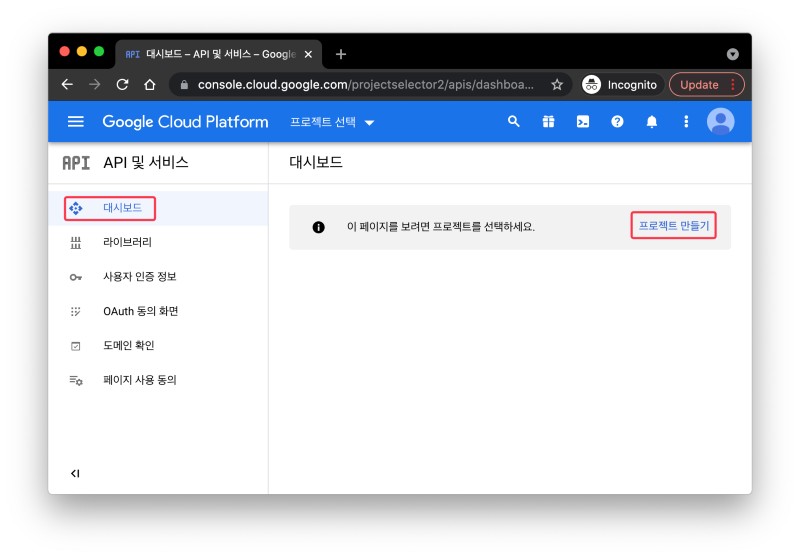 API 대시보드 – API 및 서비스 – Google
console.cloud.google.com/projectselector2/apis/dashboa...
Incognito
Update
Google Cloud Platform
프로젝트 선택
API API 및 서비스
대시보드
대시보드
라이브러리
사용자 인증 정보
OAuth 동의 화면
도메인 확인
페이지 사용 동의
이 페이지를 보려면 프로젝트를 선택하세요.
프로젝트 만들기